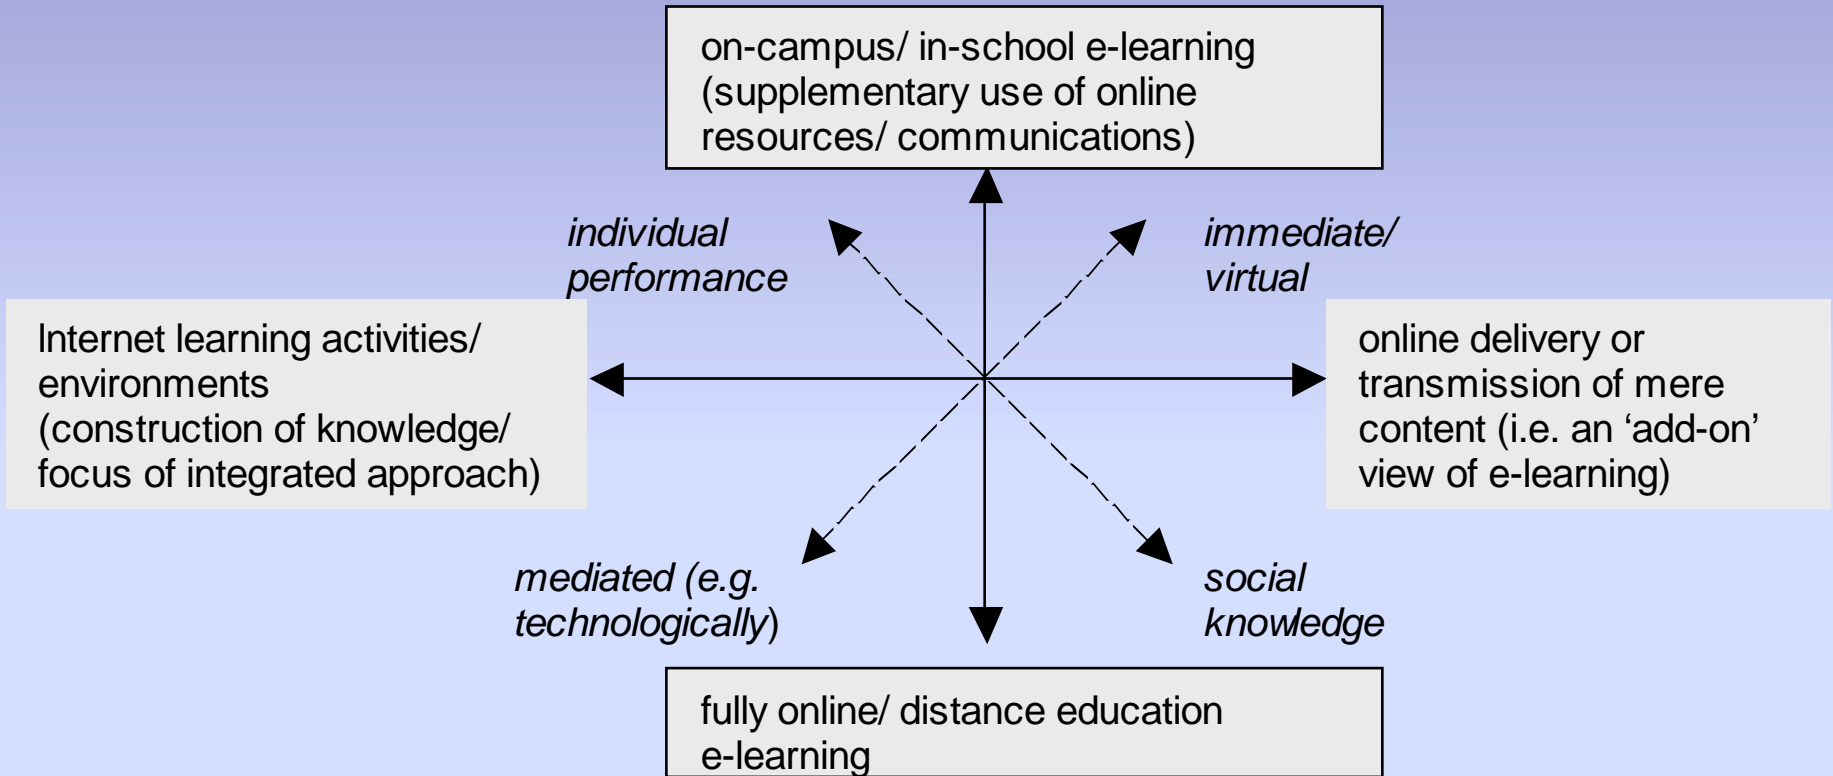 on-campus/ in-school e-learning
(supplementary use of online
resources/ communications)
individual
performance
immediate/
virtual
Internet learning activities/
environments
(construction of knowledge/
focus of integrated approach)
online delivery or
transmission of mere
content (i.e. an ‘add-on’
view of e-learning)
mediated (e.g.
technologically)
social
knowledge
fully online/ distance education
e-learning